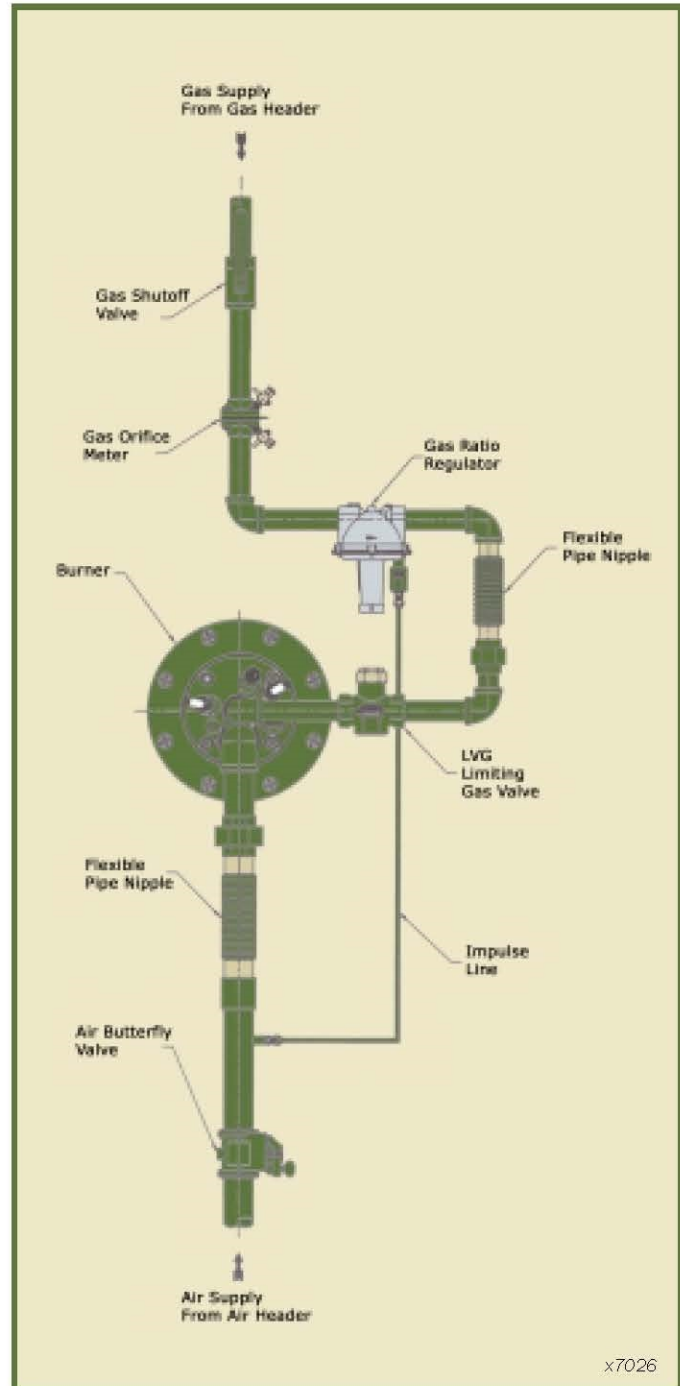 Gas Supply
From Gas Header
Gas Shutoff
Valve
Gas Orifice
Meter
Gas Ratio
Regulator
Flexible
Pipe Nipple
Burner
LVG
Limiting
Gas Valve
Flexible
Pipe Nipple
Impulse
Line
Air Butterfly
Valve
Air Supply
From Air Header
x7026